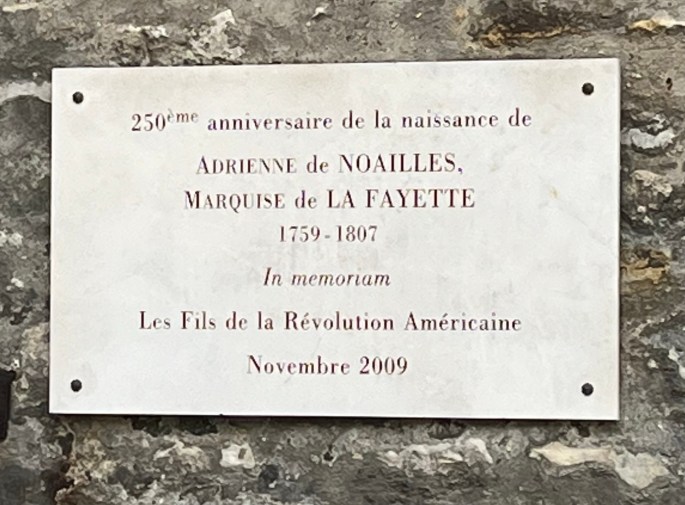 250ème anniversaire de la naissance de
ADRIENNE de NOAILLES,
MARQUISE de LA FAYETTE
1759-1807
In memoriam
Les Fils de la Révolution Américaine
Novembre 2009